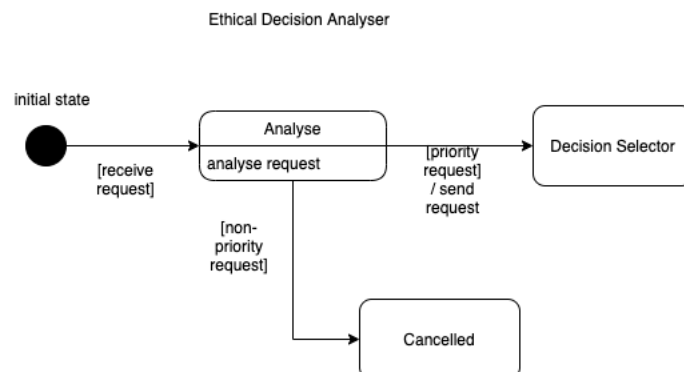 Ethical Decision Analyser
initial state
[receive
request]
Analyse
analyse request
[priority
request]
/ send
request
Decision Selector
[non-
priority
request]
Cancelled